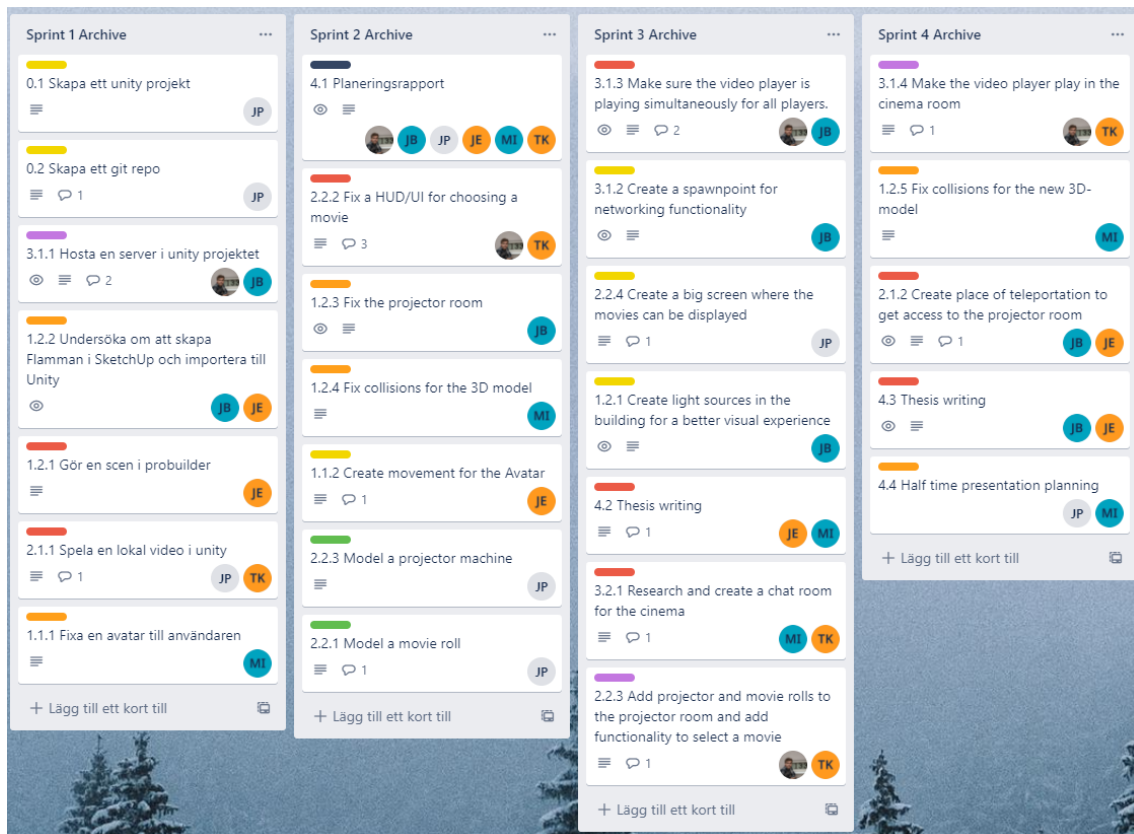 Sprint 1 Archive
0.1 Skapa ett unity projekt
JP
0.2 Skapa ett git repo
1
JP
3.1.1 Hosta en server i unity projektet
2
JB
1.2.2 Undersöka om att skapa
Flamman i SketchUp och importera till
Unity
JB JE
1.2.1 Gör en scen i probuilder
JE
2.1.1 Spela en lokal video i unity
1
JP TK
1.1.1 Fixa en avatar till användaren
MI
+ Lägg till ett kort till
Sprint 2 Archive
4.1 Planeringsrapport
JB JP JE MI TK
2.2.2 Fix a HUD/UI for choosing a
movie
3
TK
1.2.3 Fix the projector room
JB
1.2.4 Fix collisions for the 3D model
MI
1.1.2 Create movement for the Avatar
1
JE
2.2.3 Model a projector machine
JP
2.2.1 Model a movie roll
1
JP
+ Lägg till ett kort till
Sprint 3 Archive
3.1.3 Make sure the video player is
playing simultaneously for all players.
2
JB
3.1.2 Create a spawnpoint for
networking functionality
JB
2.2.4 Create a big screen where the
movies can be displayed
1
JP
1.2.1 Create light sources in the
building for a better visual experience
JB
4.2 Thesis writing
1
JE MI
3.2.1 Research and create a chat room
for the cinema
1
MI TK
2.2.3 Add projector and movie rolls to
the projector room and add
functionality to select a movie
1
TK
+ Lägg till ett kort till
Sprint 4 Archive
3.1.4 Make the video player play in the
cinema room
1
TK
1.2.5 Fix collisions for the new 3D-
model
MI
2.1.2 Create place of teleportation to
get access to the projector room
1
JB JE
4.3 Thesis writing
JB JE
4.4 Half time presentation planning
JP MI
+ Lägg till ett kort till